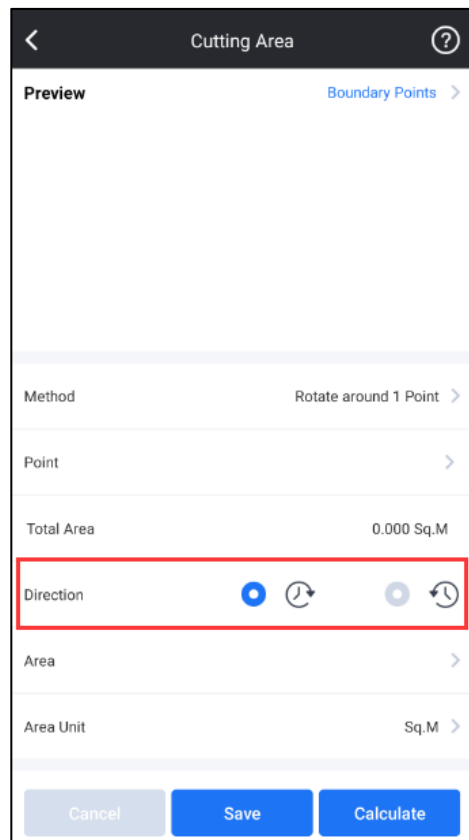 Cutting Area
Preview Boundary Points
Method Rotate around 1 Point
Point
Total Area 0.000 Sq.M
Direction
Area
Area Unit Sq.M
Cancel Save Calculate